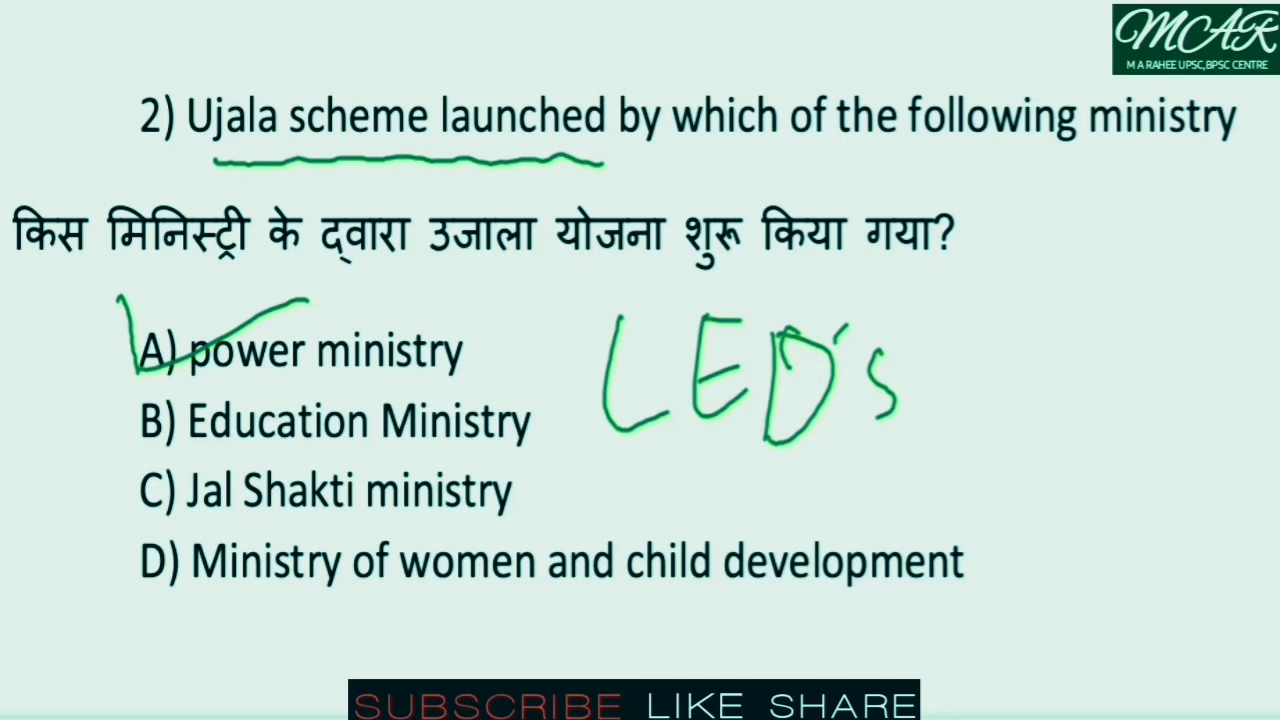 MCAR
M A RAHEE UPSC,BPSC CENTRE
2) Ujala scheme launched by which of the following ministry
किस मिनिस्ट्री के द्वारा उजाला योजना शुरू किया गया?
A) power ministry
LED's
B) Education Ministry
C) Jal Shakti ministry
D) Ministry of women and child development
SUBSCRIBE LIKE SHARE